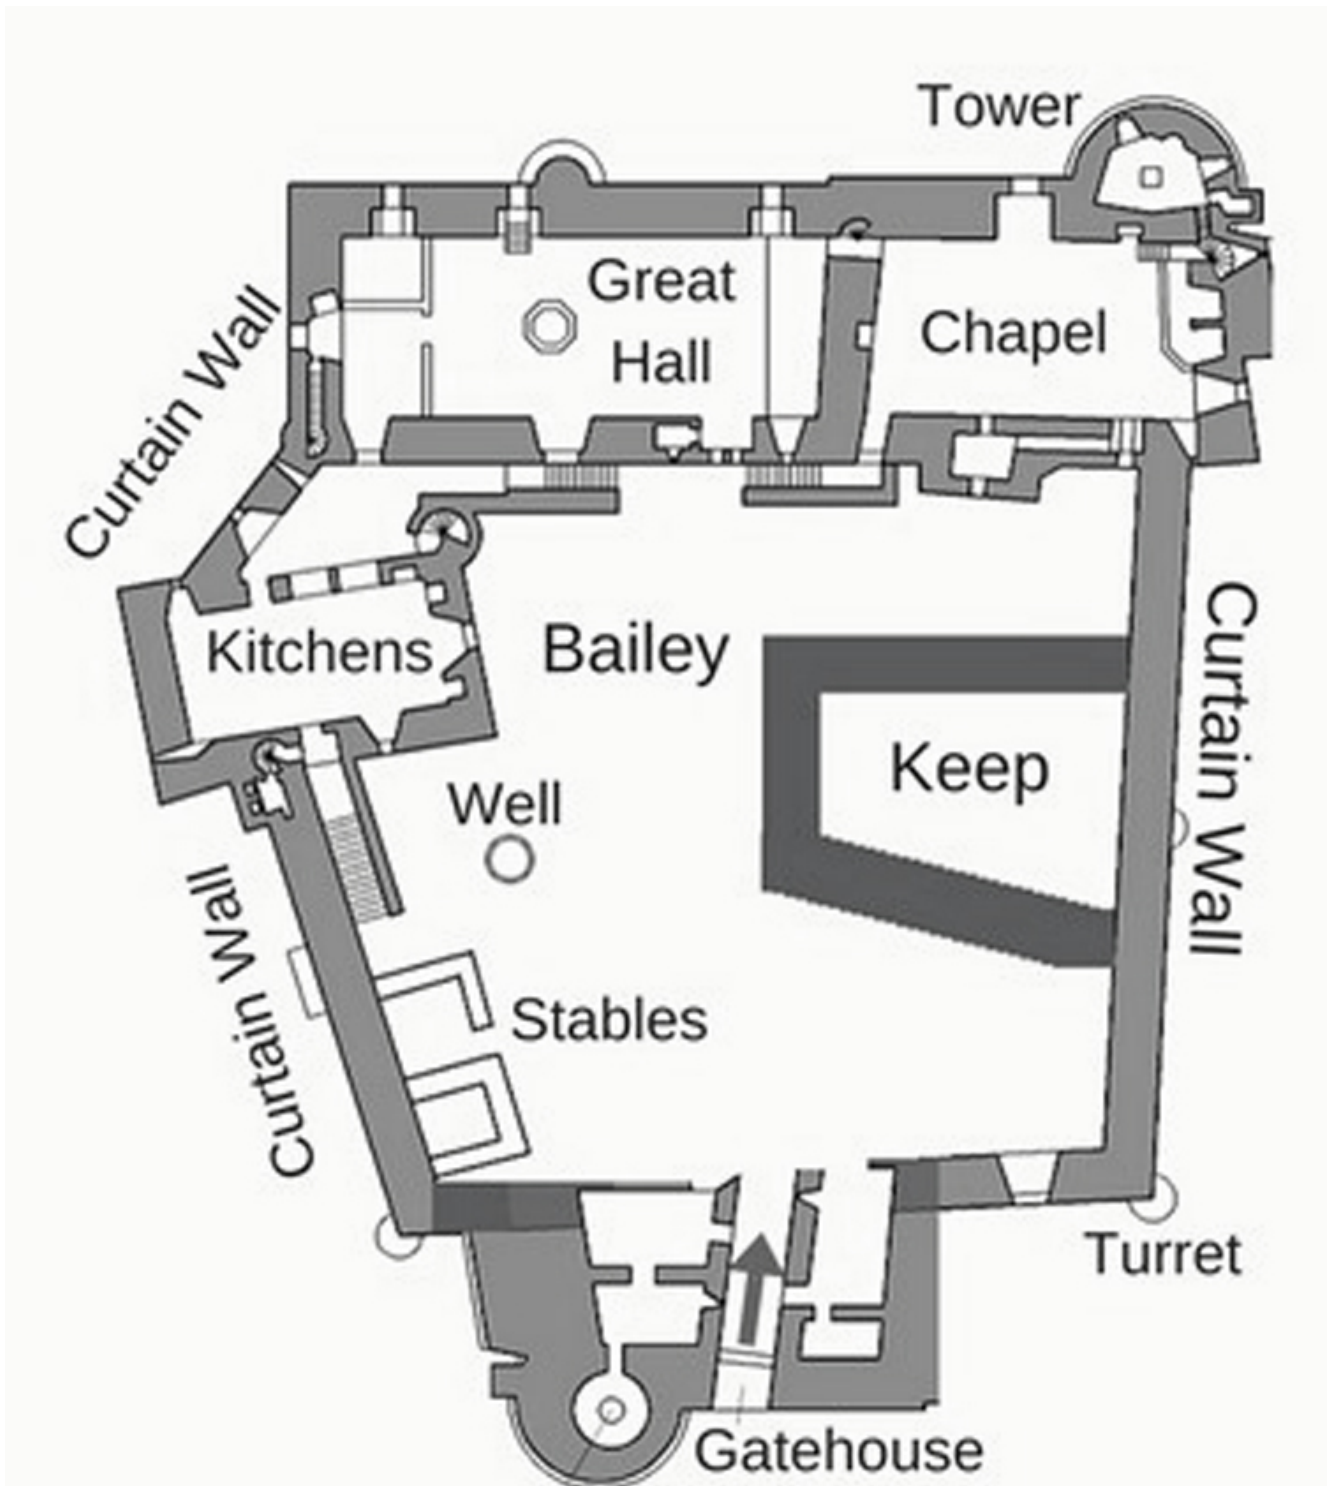 Tower
Great
Hall
Chapel
Curtain Wall
Kitchens
Bailey
Curtain Wall
Keep
Well
Curtain Wall
Stables
Turret
Gatehouse